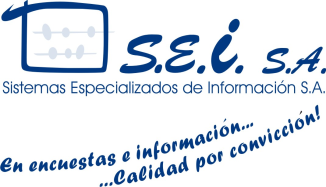 S.E.i. S.A.
Sistemas Especializados de Información S.A.
En encuestas e información...
...Calidad por convicción!